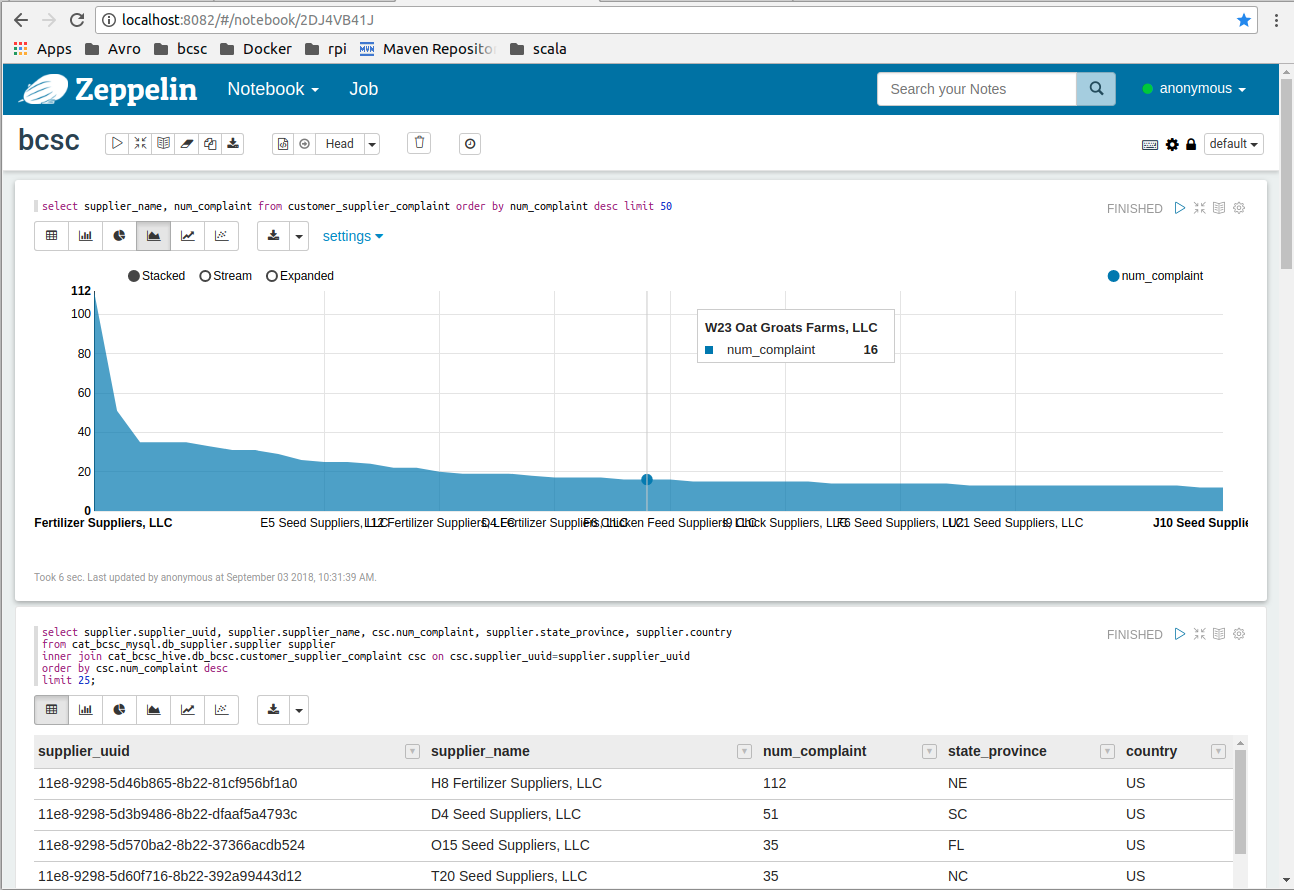 localhost:8082/#/notebook/2DJ4VB41J
Apps Avro bcsc Docker rpi MVN Maven Reposito scala
Zeppelin Notebook Job Search your Notes anonymous
bcsc Head default
select supplier_name, num_complaint from customer_supplier_complaint order by num_complaint desc limit 50
FINISHED
settings
Stacked Stream Expanded num_complaint
112
100
80
60
40
20
0
W23 Oat Groats Farms, LLC
num_complaint 16
Fertilizer Suppliers, LLC E5 Seed Suppliers, LLC L12 Fertilizer Suppliers, LLC D4 Fertilizer Suppliers, LLC F6 Chicken Feed Suppliers, LLC I9 Chick Suppliers, LLC F6 Seed Suppliers, LLC U21 Seed Suppliers, LLC J10 Seed Supplie
Took 6 sec. Last updated by anonymous at September 03 2018, 10:31:39 AM.
select supplier.supplier_uuid, supplier.supplier_name, csc.num_complaint, supplier.state_province, supplier.country
FINISHED
from cat_bcsc_mysql.db_supplier.supplier supplier
inner join cat_bcsc_hive.db_bcsc.customer_supplier_complaint csc on csc.supplier_uuid=supplier.supplier_uuid
order by csc.num_complaint desc
limit 25;
supplier_uuid supplier_name num_complaint state_province country
11e8-9298-5d46b865-8b22-81cf956bf1a0 H8 Fertilizer Suppliers, LLC 112 NE US
11e8-9298-5d3b9486-8b22-dfaaf5a4793c D4 Seed Suppliers, LLC 51 SC US
11e8-9298-5d570ba2-8b22-37366acdb524 O15 Seed Suppliers, LLC 35 FL US
11e8-9298-5d60f716-8b22-392a99443d12 T20 Seed Suppliers, LLC 35 NC US